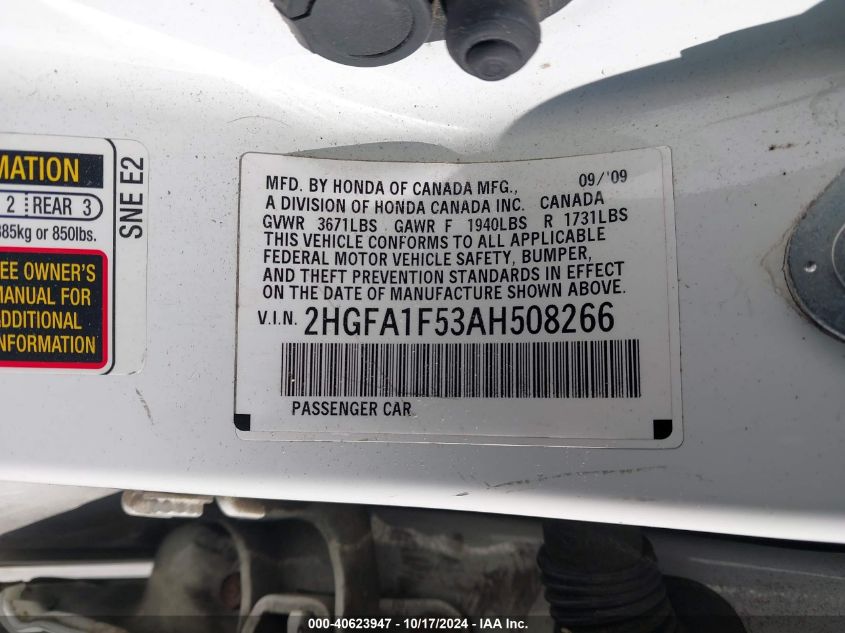 MATION
2 REAR 3
385kg or 850lbs.
SNE E2
EE OWNER'S
MANUAL FOR
ADDITIONAL
INFORMATION
MFD. BY HONDA OF CANADA MFG., 09/'09
A DIVISION OF HONDA CANADA INC. CANADA
GVWR 3671LBS GAWR F 1940LBS R 1731LBS
THIS VEHICLE CONFORMS TO ALL APPLICABLE
FEDERAL MOTOR VEHICLE SAFETY, BUMPER,
AND THEFT PREVENTION STANDARDS IN EFFECT
ON THE DATE OF MANUFACTURE SHOWN ABOVE.
V.I.N. 2HGFA1F53AH508266
PASSENGER CAR
000-40623947 - 10/17/2024 - IAA Inc.